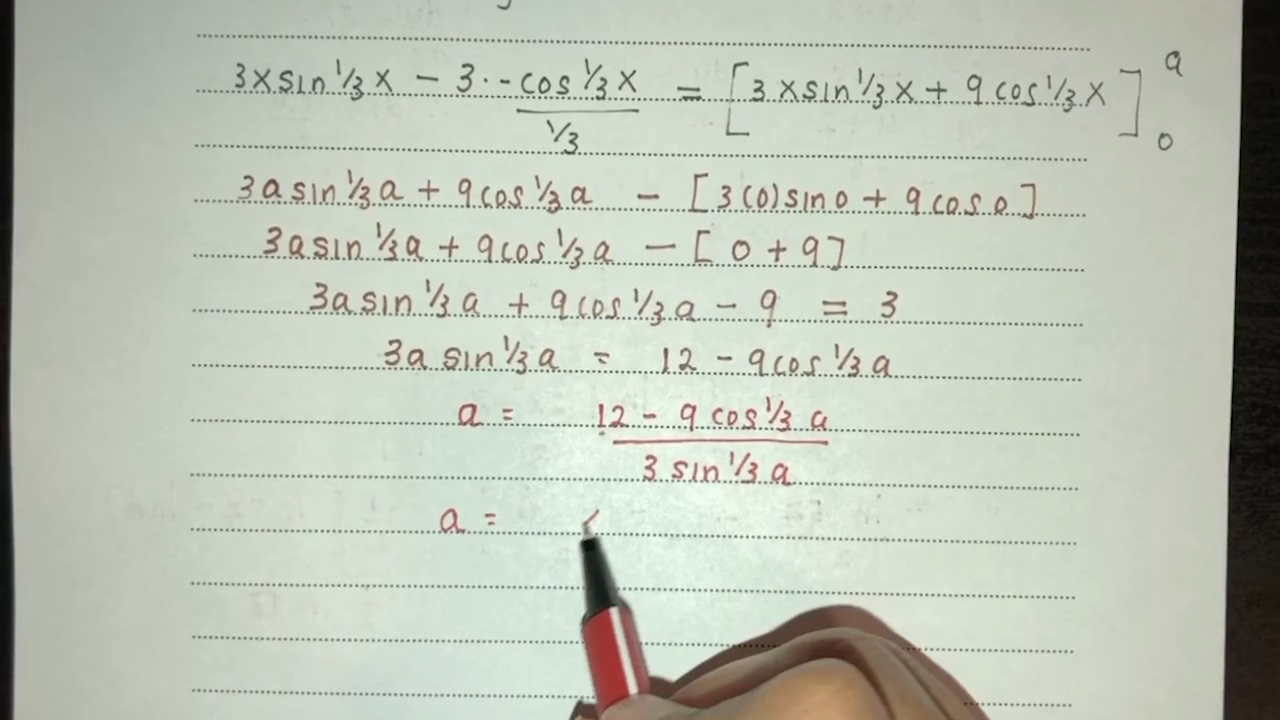 3x sin 1/3 x - 3 · - cos 1/3 x / 1/3 = [ 3x sin 1/3 x + 9 cos 1/3 x ] a 0
3a sin 1/3 a + 9 cos 1/3 a - [ 3(0) sin 0 + 9 cos 0 ]
3a sin 1/3 a + 9 cos 1/3 a - [ 0 + 9 ]
3a sin 1/3 a + 9 cos 1/3 a - 9 = 3
3a sin 1/3 a = 12 - 9 cos 1/3 a
a = 12 - 9 cos 1/3 a / 3 sin 1/3 a
a =